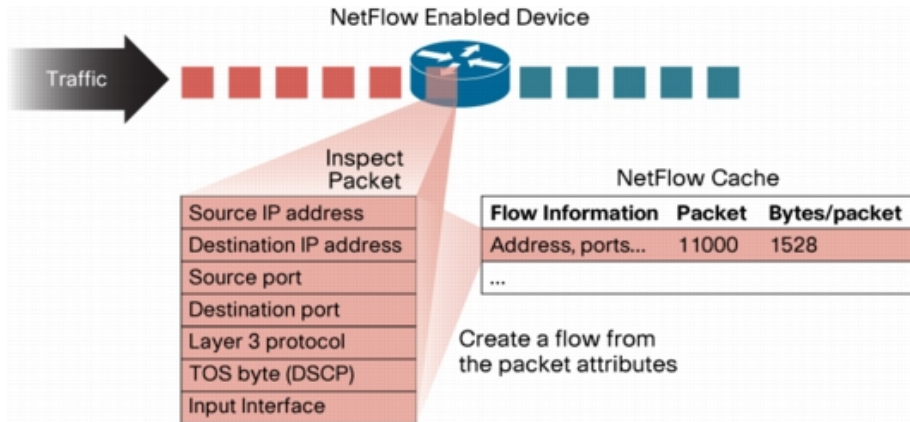 NetFlow Enabled Device
Traffic
Inspect
Packet
Source IP address
Destination IP address
Source port
Destination port
Layer 3 protocol
TOS byte (DSCP)
Input Interface
NetFlow Cache
Flow Information Packet Bytes/packet
Address, ports... 11000 1528
...
Create a flow from
the packet attributes